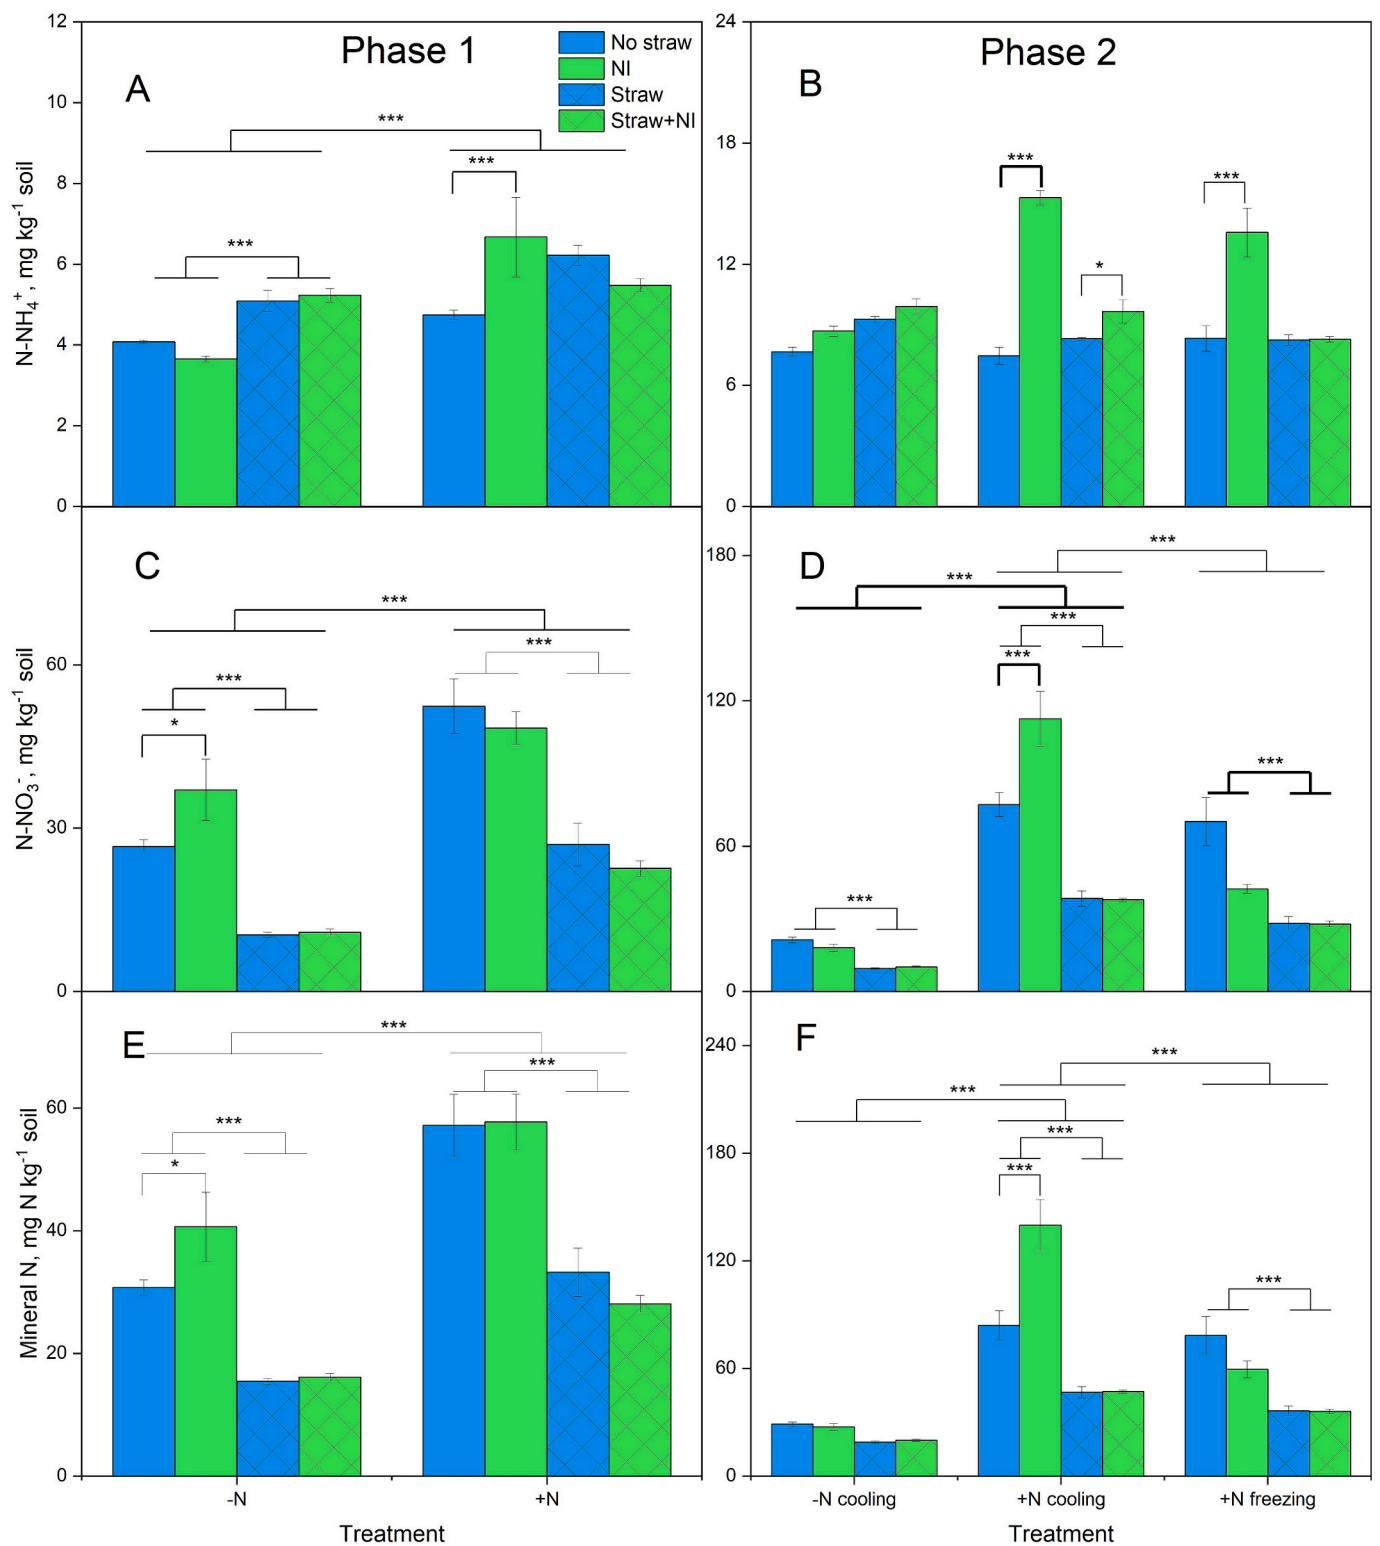 Phase 1
Phase 2
No straw
NI
Straw
Straw+NI
A
B
12
10
8
6
4
2
0
24
18
12
6
0
N-NH₄⁺, mg kg⁻¹ soil
***
***
***
***
*
***
C
D
60
30
0
180
120
60
0
N-NO₃⁻, mg kg⁻¹ soil
***
***
***
*
***
***
***
***
***
***
E
F
60
40
20
0
240
180
120
60
0
Mineral N, mg N kg⁻¹ soil
***
***
***
*
***
***
***
***
***
-N
+N
-N cooling
+N cooling
+N freezing
Treatment
Treatment